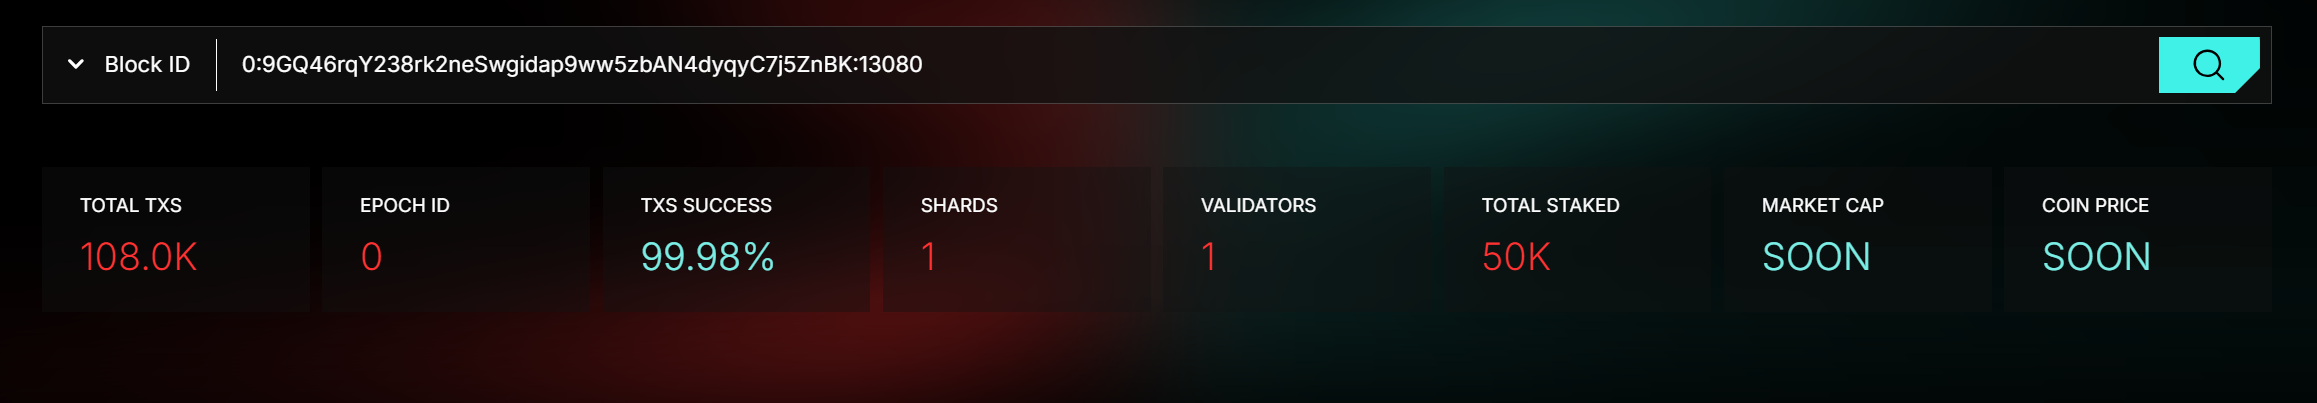 Block ID 0:9GQ46rqY238rk2neSwgidap9ww5zbAN4dyqyC7j5ZnBK:13080
TOTAL TXS EPOCH ID TXS SUCCESS SHARDS VALIDATORS TOTAL STAKED MARKET CAP COIN PRICE
108.0K 0 99.98% 1 1 50K SOON SOON